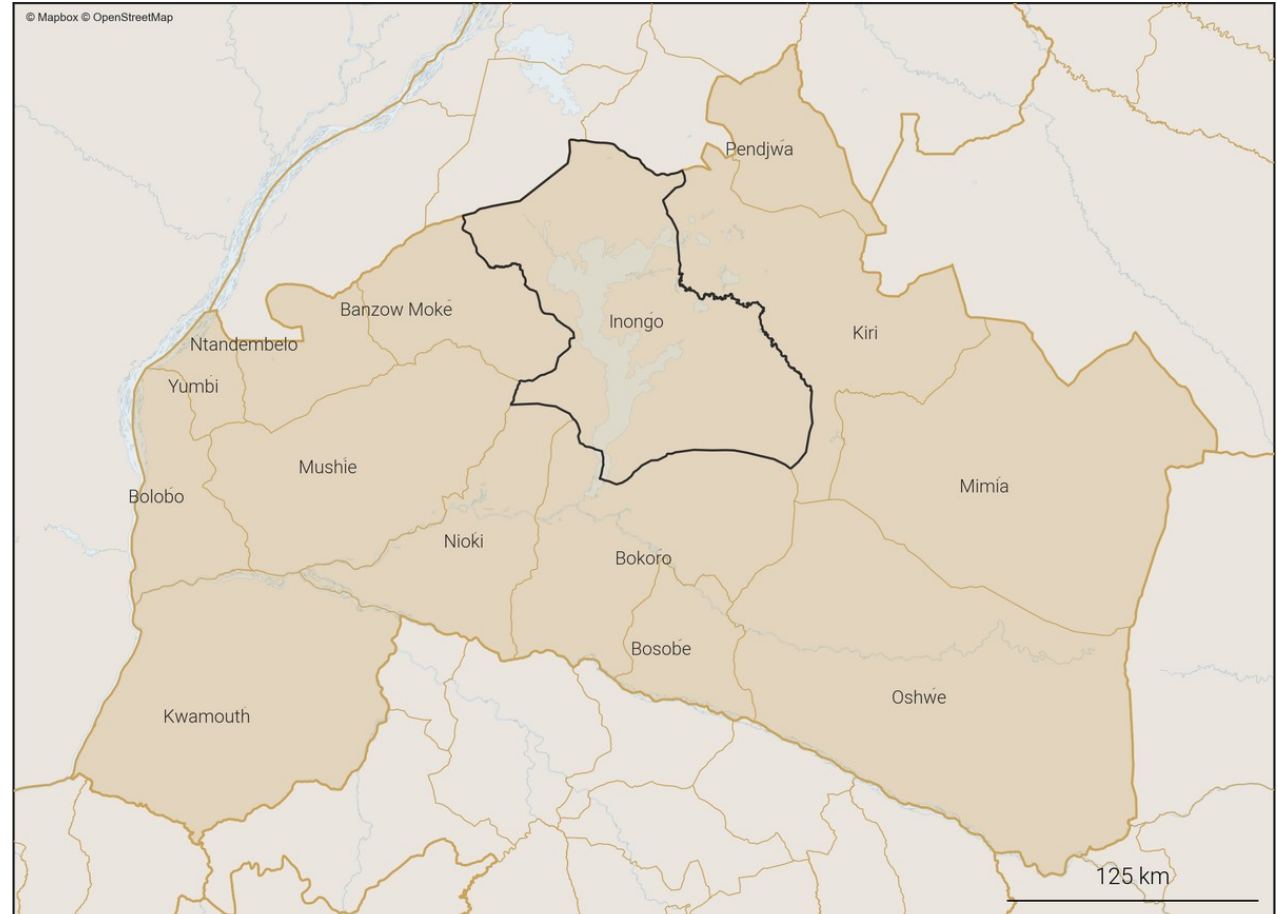 © Mapbox © OpenStreetMap
Pendjwa
Banzow Moke
Inongo
Kiri
Ntandembelo
Yumbi
Mushie
Bolobo
Mimia
Nioki
Bokoro
Bosobe
Oshwe
Kwamouth
125 km